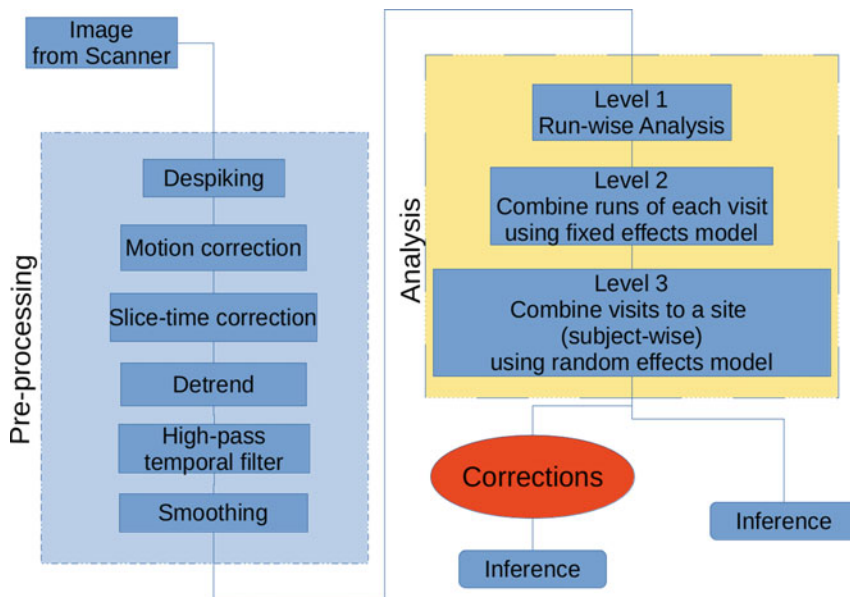 Image
from Scanner
Pre-processing
Despiking
Motion correction
Slice-time correction
Detrend
High-pass
temporal filter
Smoothing
Analysis
Level 1
Run-wise Analysis
Level 2
Combine runs of each visit
using fixed effects model
Level 3
Combine visits to a site
(subject-wise)
using random effects model
Corrections
Inference
Inference